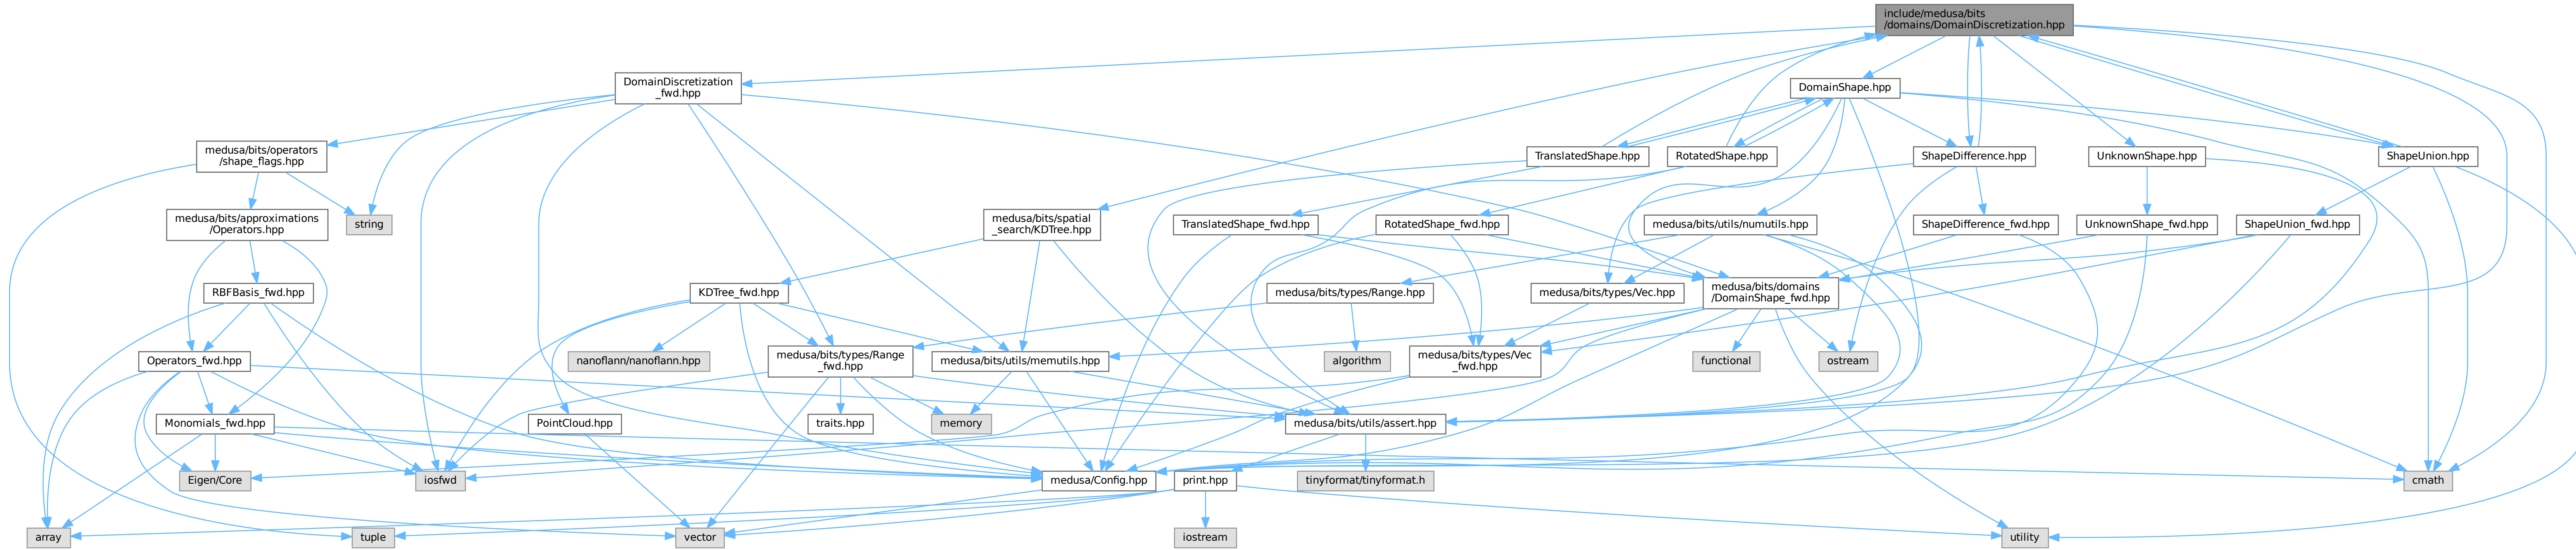 include/medusa/bits
/domains/DomainDiscretization.hpp
DomainDiscretization
_fwd.hpp
DomainShape.hpp
medusa/bits/operators
/shape_flags.hpp
TranslatedShape.hpp
RotatedShape.hpp
ShapeDifference.hpp
UnknownShape.hpp
ShapeUnion.hpp
medusa/bits/approximations
/Operators.hpp
string
medusa/bits/spatial
_search/KDTree.hpp
TranslatedShape_fwd.hpp
RotatedShape_fwd.hpp
medusa/bits/utils/numutils.hpp
ShapeDifference_fwd.hpp
UnknownShape_fwd.hpp
ShapeUnion_fwd.hpp
RBFBasis_fwd.hpp
KDTree_fwd.hpp
medusa/bits/types/Range.hpp
medusa/bits/types/Vec.hpp
medusa/bits/domains
/DomainShape_fwd.hpp
Operators_fwd.hpp
nanoflann/nanoflann.hpp
medusa/bits/types/Range
_fwd.hpp
medusa/bits/utils/memutils.hpp
algorithm
medusa/bits/types/Vec
_fwd.hpp
functional
ostream
Monomials_fwd.hpp
PointCloud.hpp
traits.hpp
memory
medusa/bits/utils/assert.hpp
Eigen/Core
iosfwd
medusa/Config.hpp
print.hpp
tinyformat/tinyformat.h
cmath
array
tuple
vector
iostream
utility